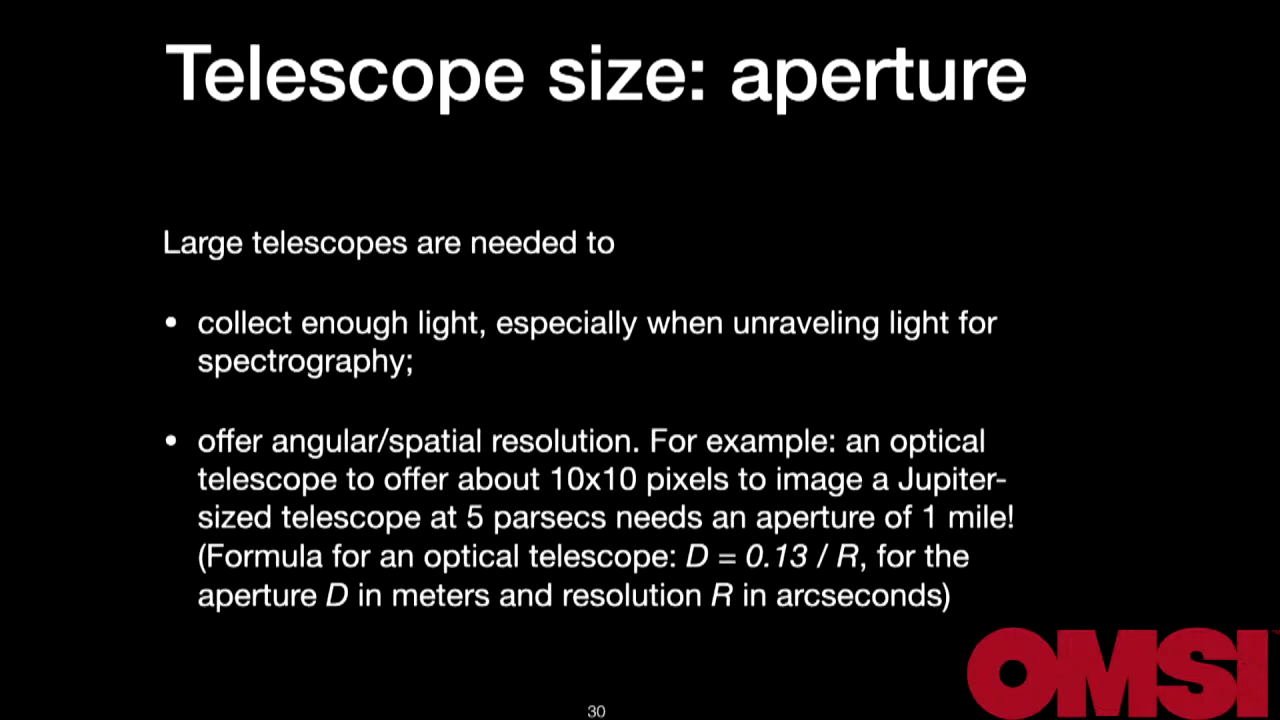 Telescope size: aperture
Large telescopes are needed to
• collect enough light, especially when unraveling light for
spectrography;
• offer angular/spatial resolution. For example: an optical
telescope to offer about 10x10 pixels to image a Jupiter-
sized telescope at 5 parsecs needs an aperture of 1 mile!
(Formula for an optical telescope: D = 0.13 / R, for the
aperture D in meters and resolution R in arcseconds)
OMSI
30